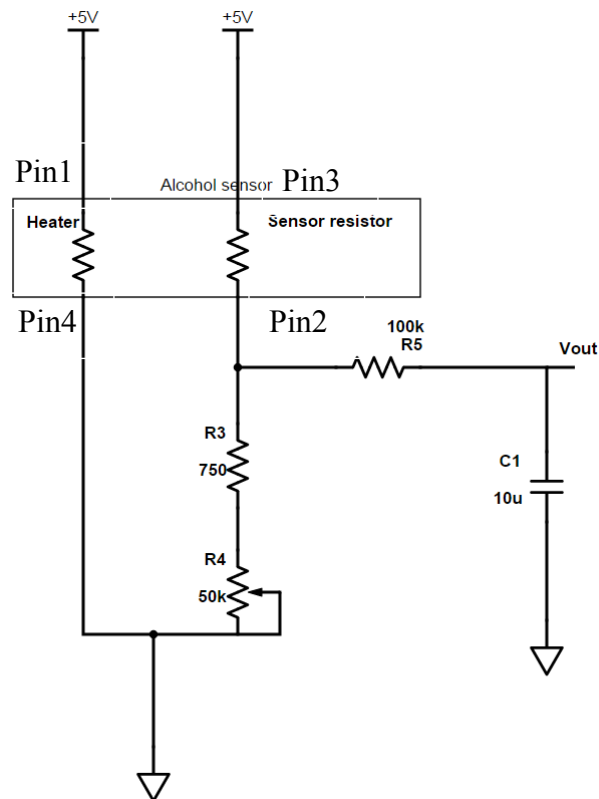 +5V
+5V
Pin1
Alcohol sensor
Pin3
Heater
Sensor resistor
Pin4
Pin2
100k
R5
Vout
R3
750
C1
10u
R4
50k